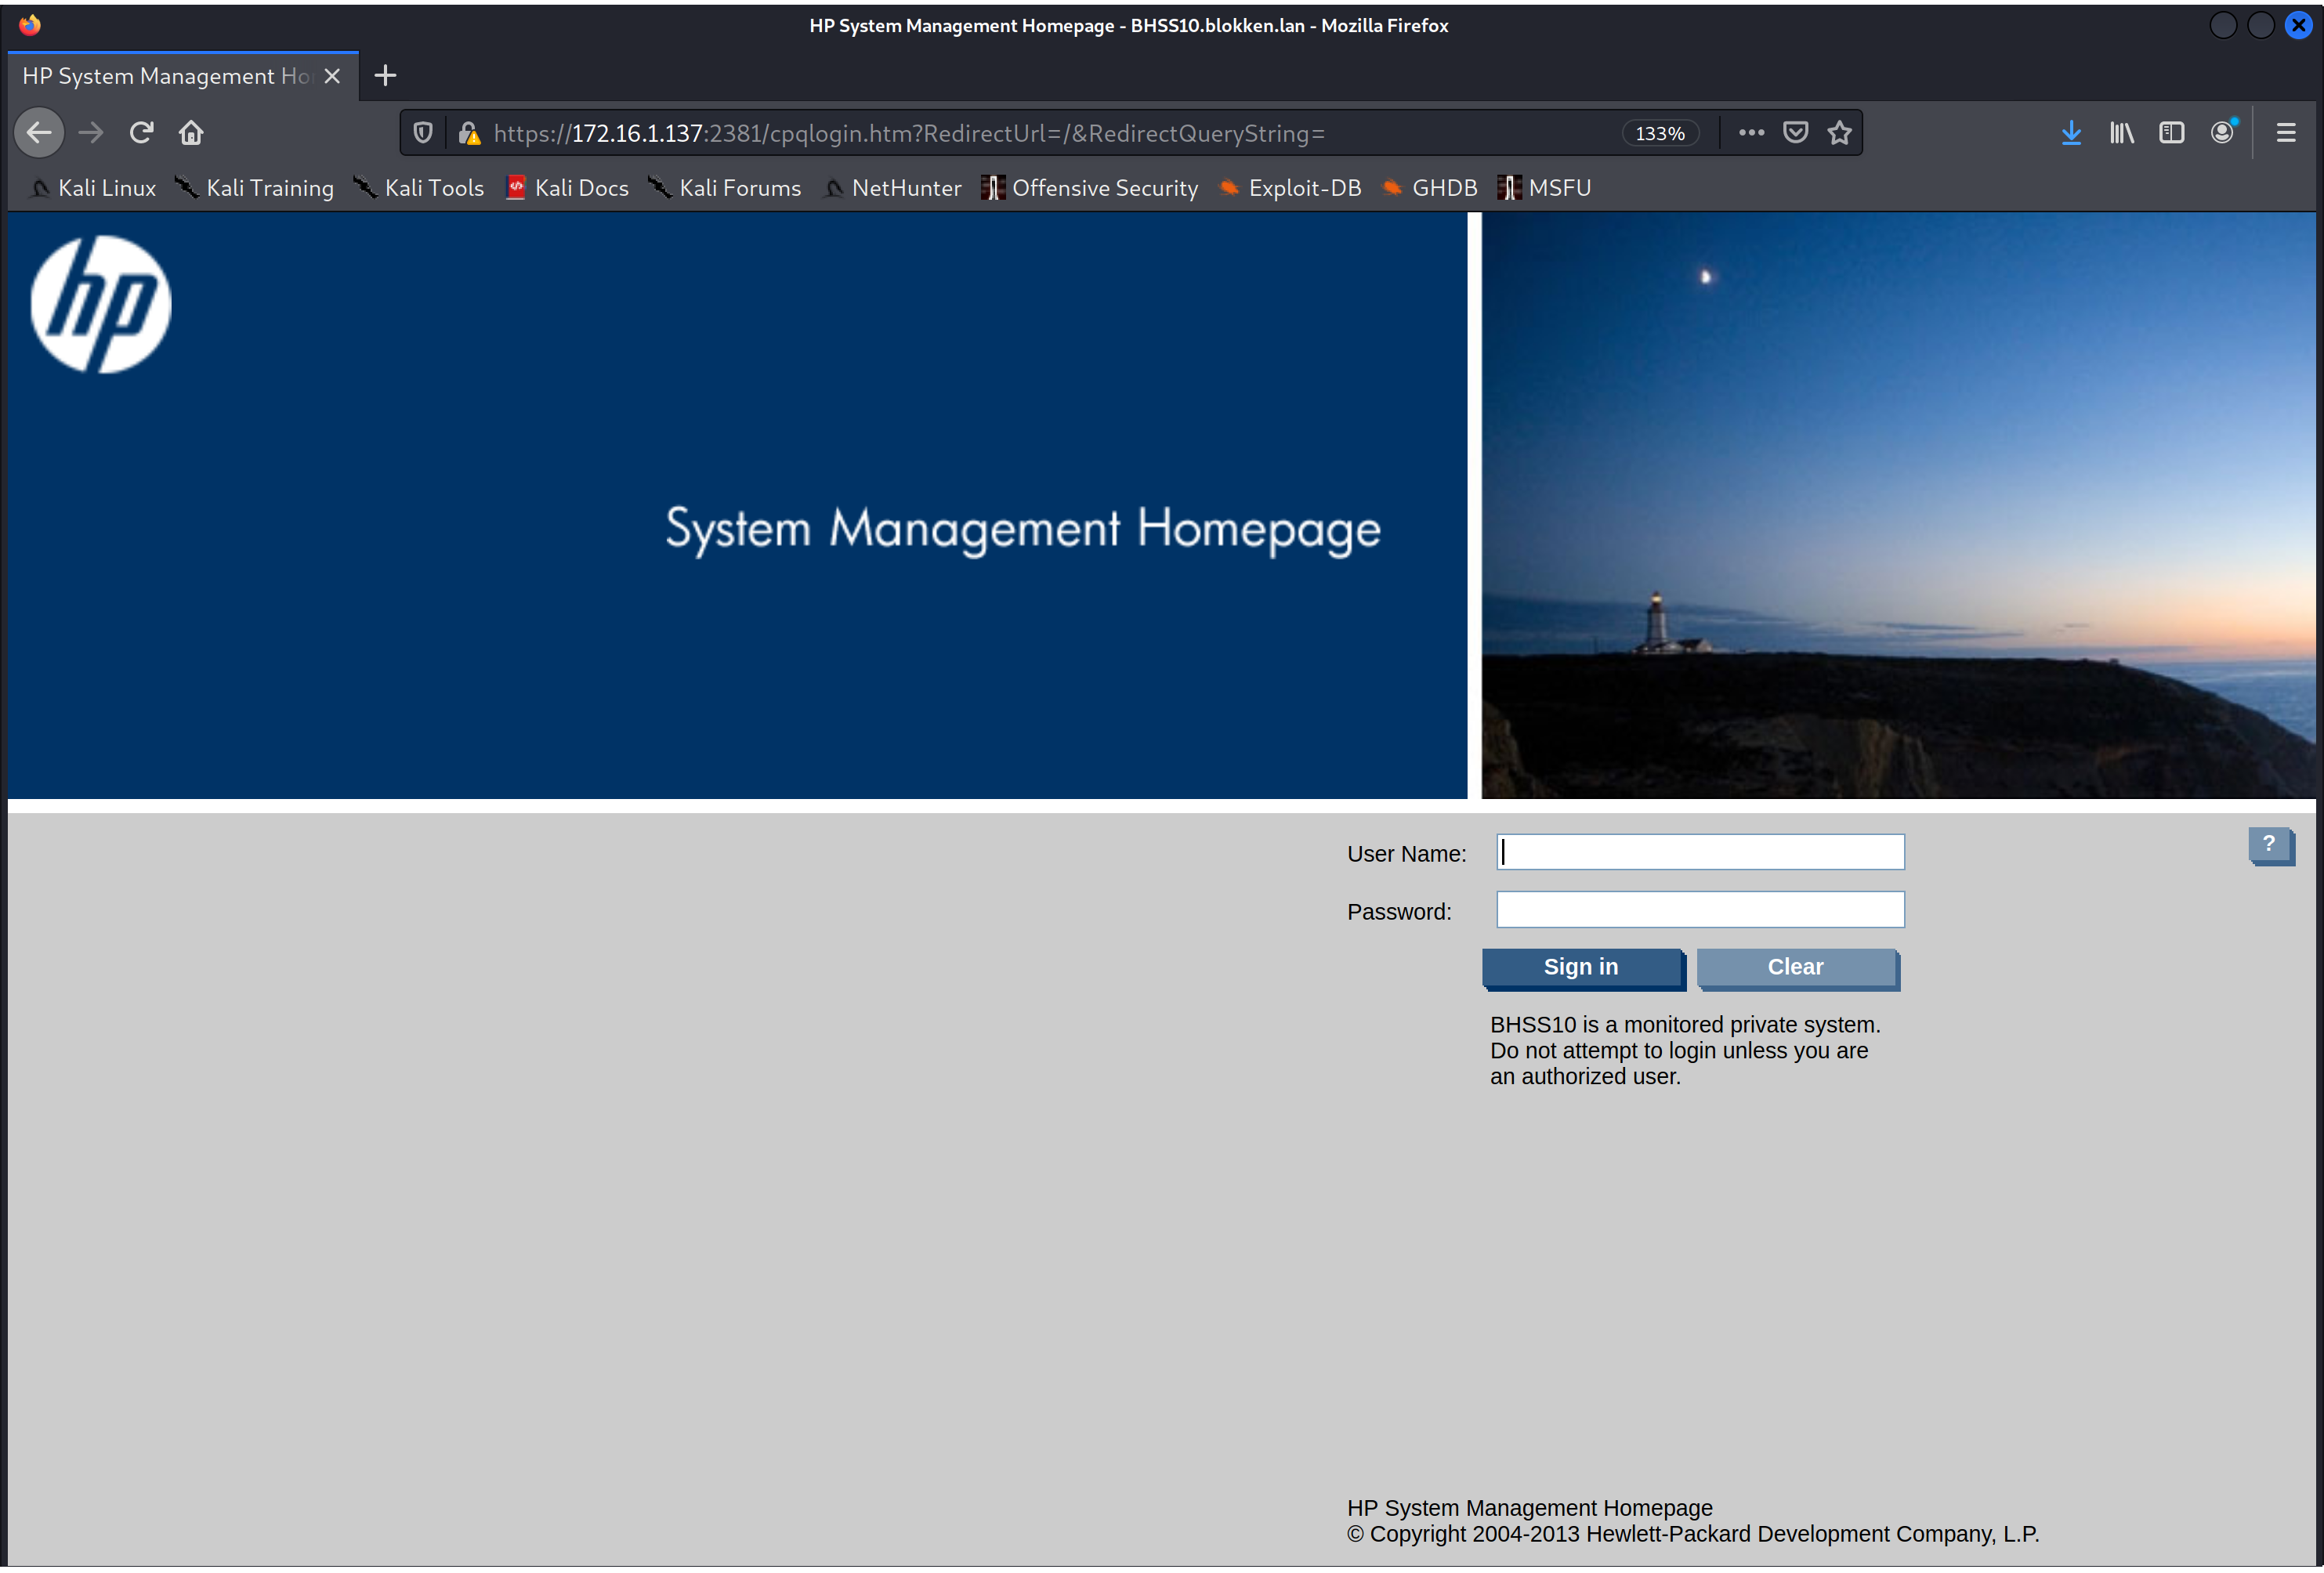 HP System Management Homepage - BHSS10.blokken.lan - Mozilla Firefox
HP System Management Ho
https://172.16.1.137:2381/cpqlogin.htm?RedirectUrl=/&RedirectQueryString=
133%
Kali Linux Kali Training Kali Tools Kali Docs Kali Forums NetHunter Offensive Security Exploit-DB GHDB MSFU
hp
System Management Homepage
User Name:
?
Password:
Sign in Clear
BHSS10 is a monitored private system.
Do not attempt to login unless you are
an authorized user.
HP System Management Homepage
© Copyright 2004-2013 Hewlett-Packard Development Company, L.P.